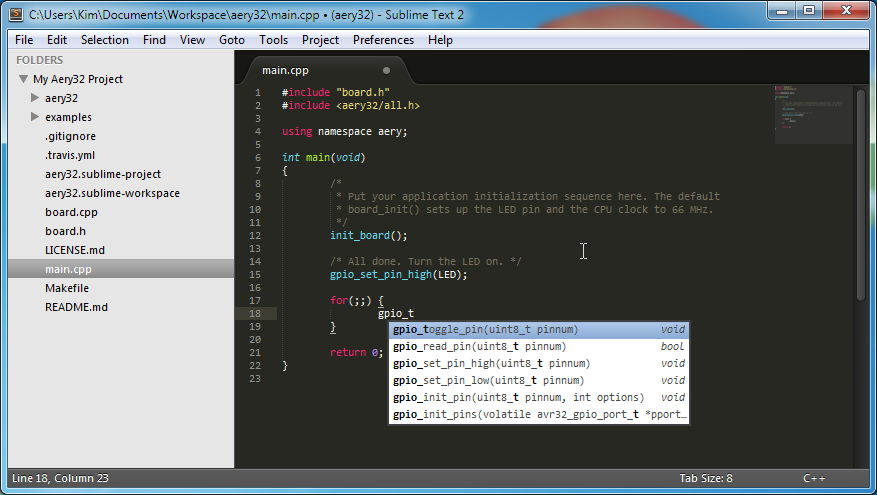 C:\Users\Kim\Documents\Workspace\aery32\main.cpp • (aery32) - Sublime Text 2
File Edit Selection Find View Goto Tools Project Preferences Help
FOLDERS
My Aery32 Project
aery32
examples
.gitignore
.travis.yml
aery32.sublime-project
aery32.sublime-workspace
board.cpp
board.h
LICENSE.md
main.cpp
Makefile
README.md
main.cpp
1 #include "board.h"
2 #include <aery32/all.h>
3
4 using namespace aery;
5
6 int main(void)
7 {
8 /*
9 * Put your application initialization sequence here. The default
10 * board_init() sets up the LED pin and the CPU clock to 66 MHz.
11 */
12 init_board();
13
14 /* All done. Turn the LED on. */
15 gpio_set_pin_high(LED);
16
17 for(;;) {
18 gpio_t
19 }
20
21 return 0;
22 }
23
gpio_toggle_pin(uint8_t pinnum) void
gpio_read_pin(uint8_t pinnum) bool
gpio_set_pin_high(uint8_t pinnum) void
gpio_set_pin_low(uint8_t pinnum) void
gpio_init_pin(uint8_t pinnum, int options) void
gpio_init_pins(volatile avr32_gpio_port_t *pport…
Line 18, Column 23 Tab Size: 8 C++